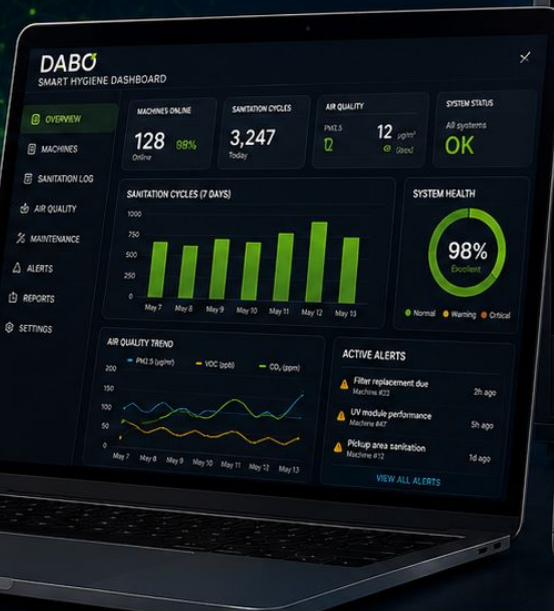 DABO
SMART HYGIENE DASHBOARD
OVERVIEW
MACHINES
SANITATION LOG
AIR QUALITY
MAINTENANCE
ALERTS
REPORTS
SETTINGS
MACHINES ONLINE
128 98%
Online
SANITATION CYCLES
3,247
Today
AIR QUALITY
PM2.5
12
12 µg/m³
Good
SYSTEM STATUS
All systems
OK
SANITATION CYCLES (7 DAYS)
1000
750
500
250
0
May 7 May 8 May 9 May 10 May 11 May 12 May 13
SYSTEM HEALTH
98%
Excellent
Normal Warning Critical
AIR QUALITY TREND
PM2.5 (µg/m³) VOC (ppb) CO₂ (ppm)
200
150
100
50
0
May 7 May 8 May 9 May 10 May 11 May 12 May 13
ACTIVE ALERTS
Filter replacement due
Machine #23
2h ago
UV module performance
Machine #47
5h ago
Pickup area sanitation
Machine #12
1d ago
VIEW ALL ALERTS